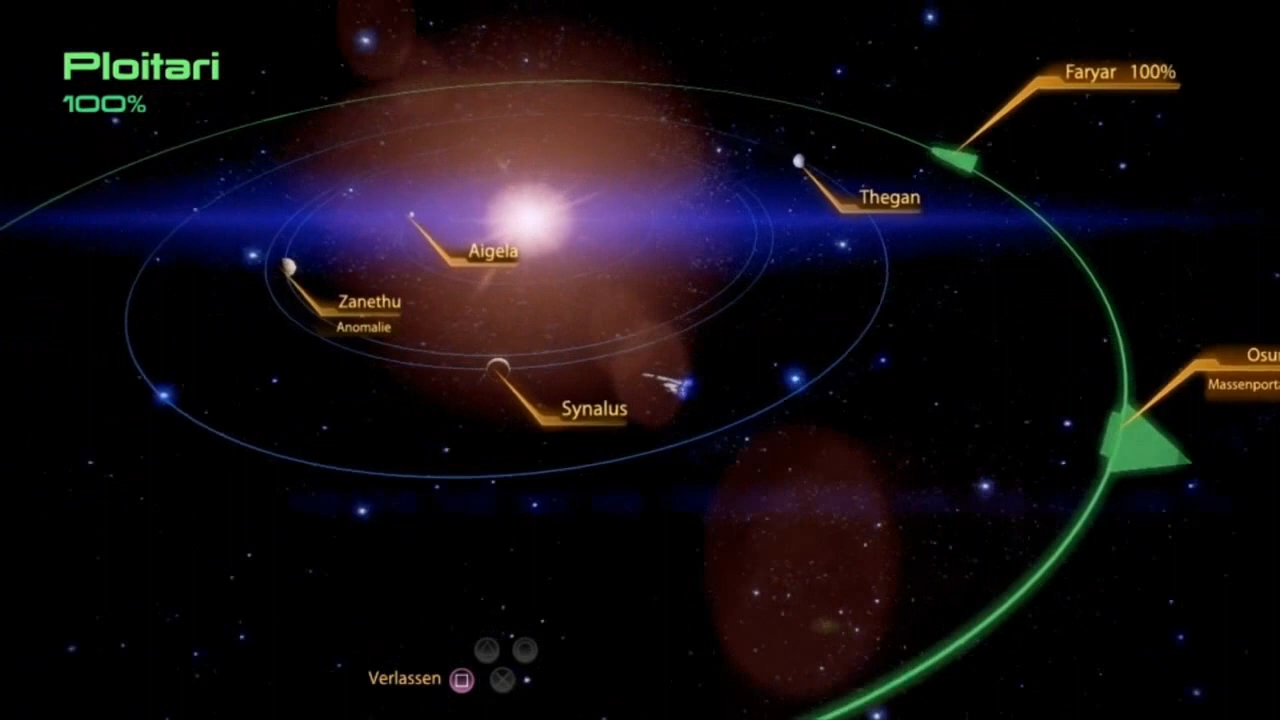 Ploitari
100%
Faryar 100%
Thegan
Aigela
Zanethu
Anomalie
Synalus
Verlassen